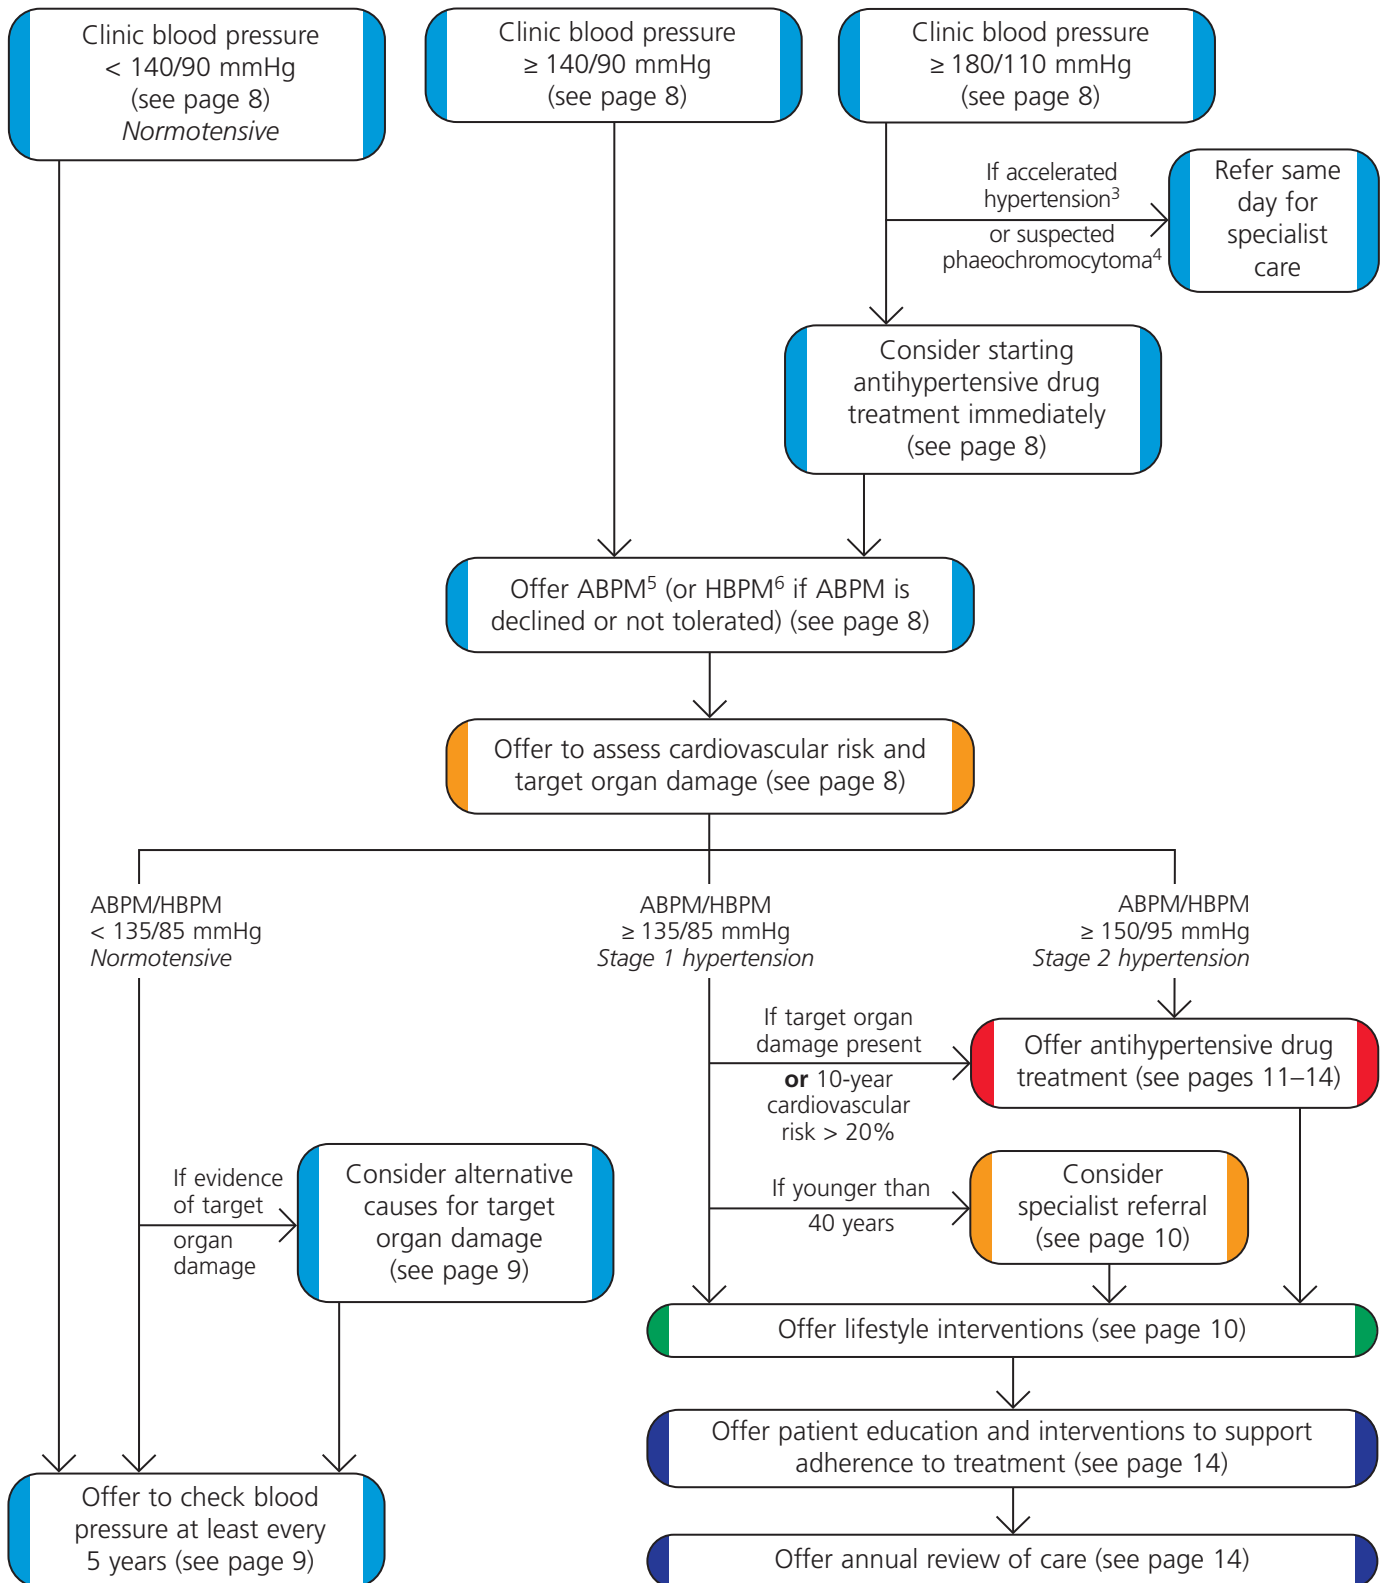 Clinic blood pressure
< 140/90 mmHg
(see page 8)
Normotensive
Clinic blood pressure
≥ 140/90 mmHg
(see page 8)
Clinic blood pressure
≥ 180/110 mmHg
(see page 8)
If accelerated
hypertension³
or suspected
phaeochromocytoma⁴
Refer same
day for
specialist
care
Consider starting
antihypertensive drug
treatment immediately
(see page 8)
Offer ABPM⁵ (or HBPM⁶ if ABPM is
declined or not tolerated) (see page 8)
Offer to assess cardiovascular risk and
target organ damage (see page 8)
ABPM/HBPM
< 135/85 mmHg
Normotensive
ABPM/HBPM
≥ 135/85 mmHg
Stage 1 hypertension
ABPM/HBPM
≥ 150/95 mmHg
Stage 2 hypertension
If target organ
damage present
or 10-year
cardiovascular
risk > 20%
Offer antihypertensive drug
treatment (see pages 11–14)
If evidence
of target
organ
damage
Consider alternative
causes for target
organ damage
(see page 9)
If younger than
40 years
Consider
specialist referral
(see page 10)
Offer lifestyle interventions (see page 10)
Offer patient education and interventions to support
adherence to treatment (see page 14)
Offer to check blood
pressure at least every
5 years (see page 9)
Offer annual review of care (see page 14)